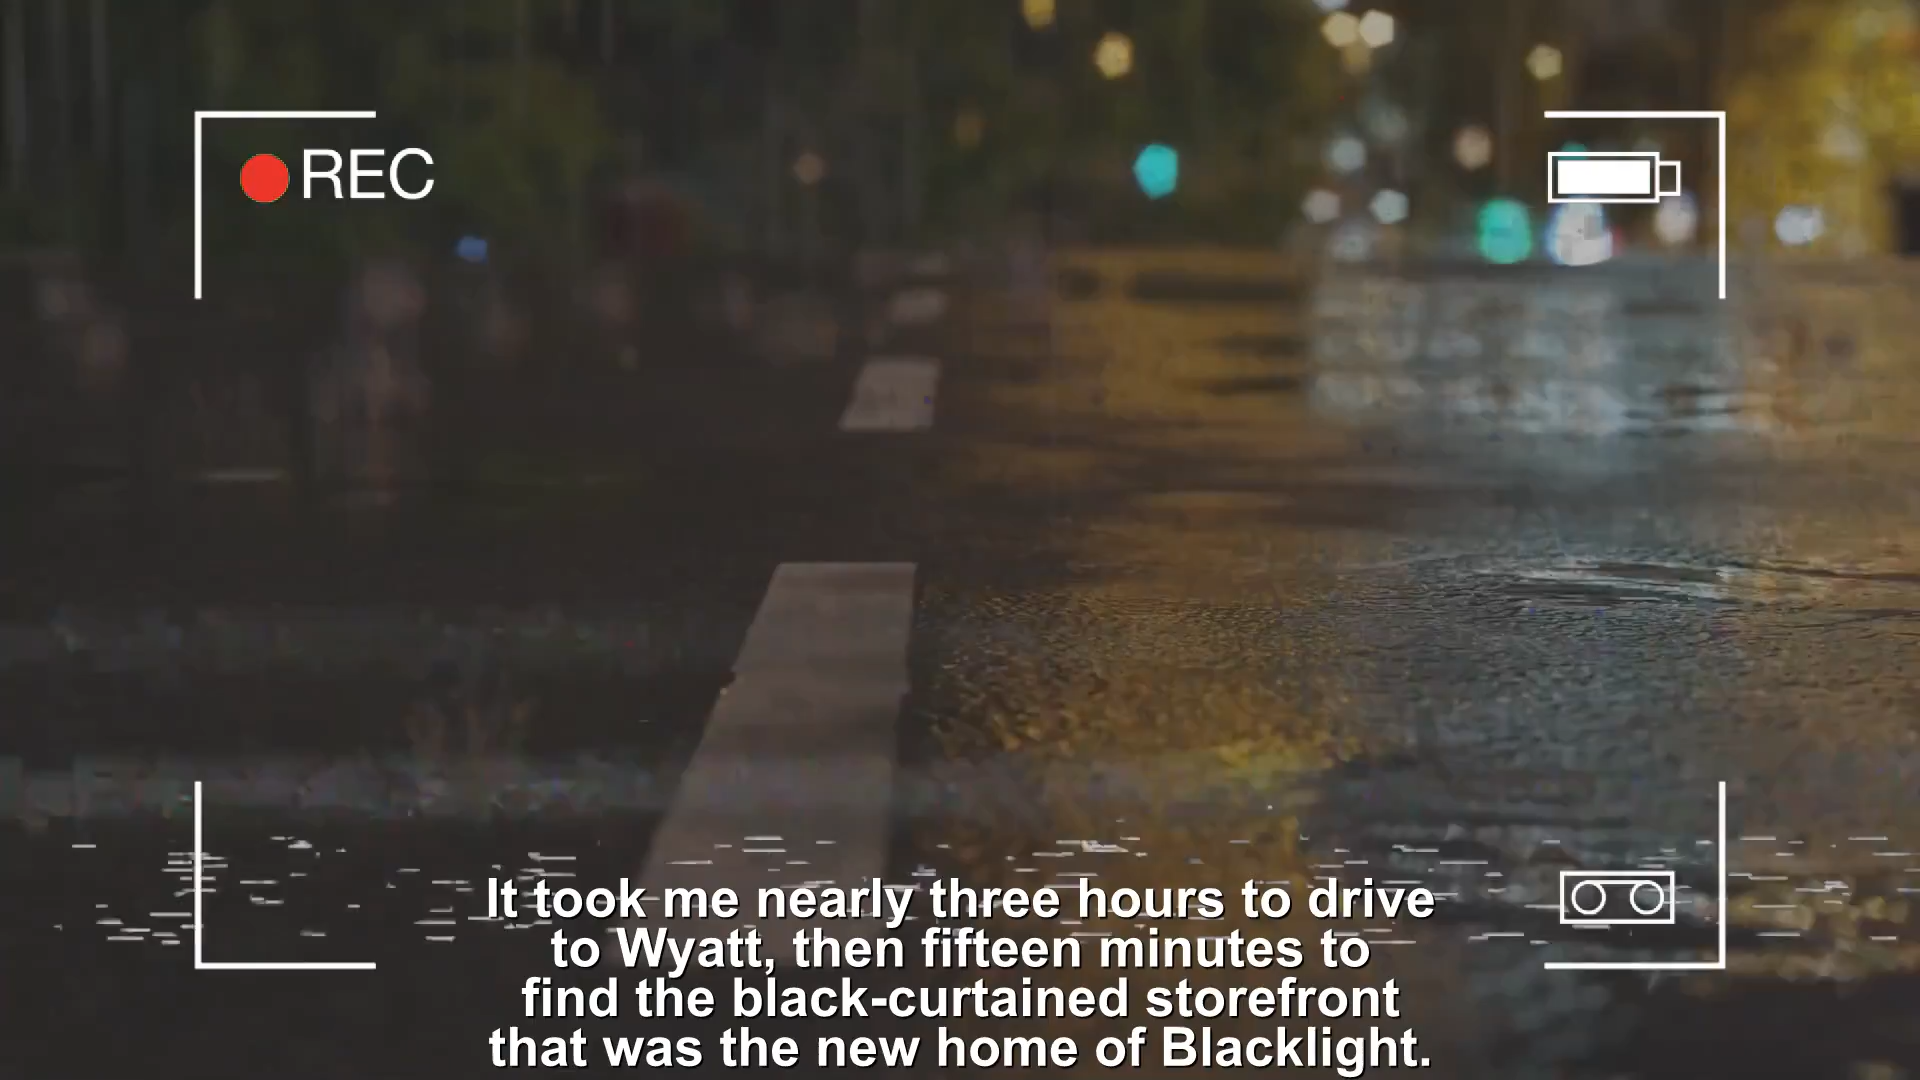 REC
It took me nearly three hours to drive
to Wyatt, then fifteen minutes to
find the black-curtained storefront
that was the new home of Blacklight.